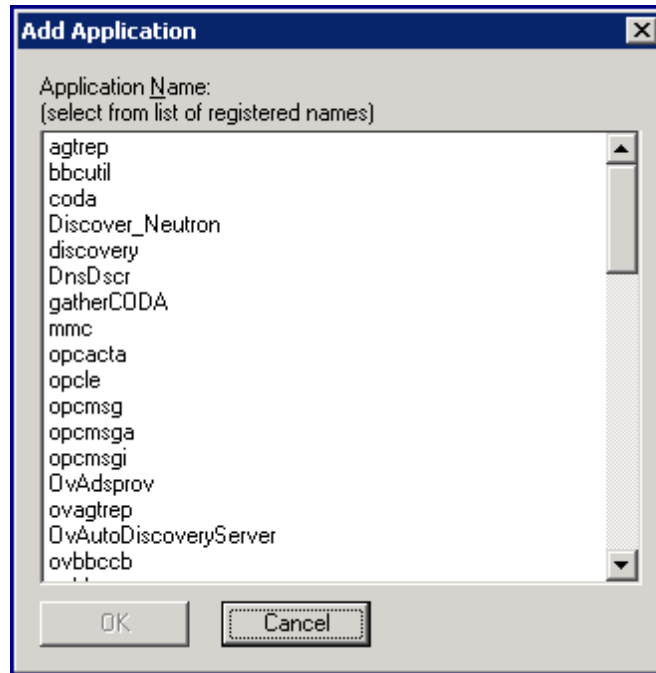 Add Application
Application Name:
(select from list of registered names)
agtrep
bbcutil
coda
Discover_Neutron
discovery
DnsDscr
gatherCODA
mmc
opcacta
opcle
opcmsg
opcmsga
opcmsgi
OvAdsprov
ovagtrep
OvAutoDiscoveryServer
ovbbccb
OK
Cancel